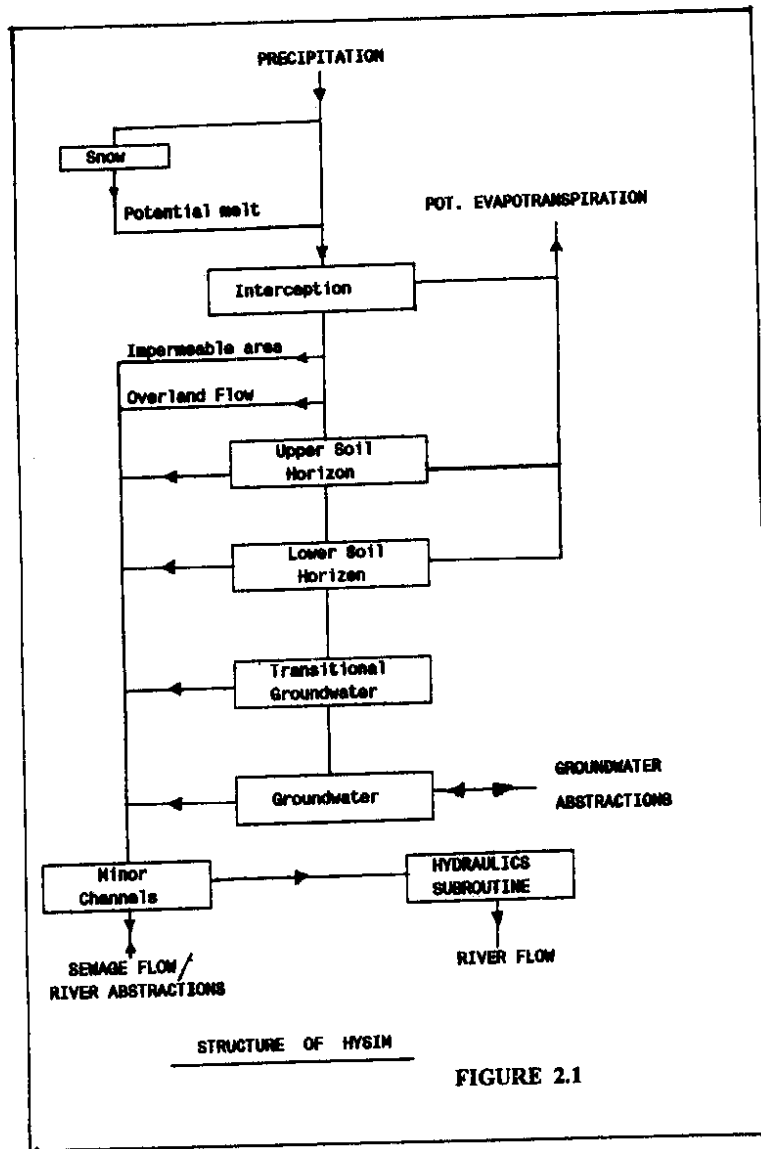 PRECIPITATION
Snow
Potential melt
POT. EVAPOTRANSPIRATION
Interception
Impermeable area
Overland Flow
Upper Soil
Horizon
Lower Soil
Horizon
Transitional
Groundwater
Groundwater
GROUNDWATER
ABSTRACTIONS
Minor
Channels
HYDRAULICS
SUBROUTINE
SEWAGE FLOW/
RIVER ABSTRACTIONS
RIVER FLOW
STRUCTURE OF HYSIM
FIGURE 2.1